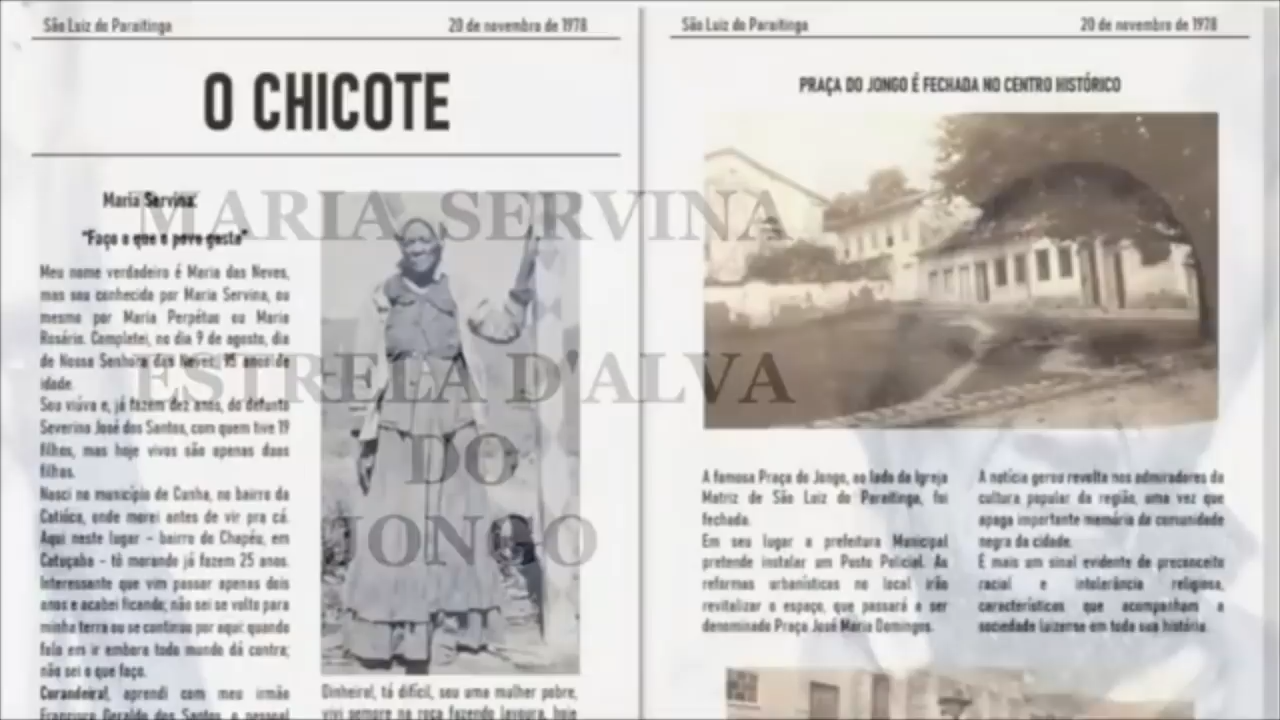 São Luiz do Paraitinga
20 de novembro de 1978
O CHICOTE
Maria Servina:
"Faço o que o povo gosta"
Meu nome verdadeiro é Maria das Neves,
mas sou conhecida por Maria Servina, ou
mesmo por Maria Perpétua ou Maria
Rosário. Completei, no dia 9 de agosto, dia
de Nossa Senhora das Neves, 95 anos de
idade.
Sou viúva e, já fazem dez anos, do defunto
Severino José dos Santos, com quem tive 19
filhos, mas hoje vivos são apenas duas
filhas.
Nasci no município de Cunha, no bairro da
Catióca, onde morei antes de vir pra cá.
Aqui neste lugar - bairro do Chapéu, em
Catuçaba - tô morando já fazem 25 anos.
Interessante que vim passar apenas dois
anos e acabei ficando; não sei se volto para
minha terra ou se continuo por aqui: quando
falo em ir embora todo mundo dá contra;
não sei o que faço.
Curandeira!, aprendi com meu irmão
Francisco Geraldo dos Santos, o pessoal
Dinheiro!, tá difícil, sou uma mulher pobre,
vivi sempre na roça fazendo lavoura, hoje
MARIA SERVINA
ESTRELA D'ALVA
DO
JONGO
São Luiz do Paraitinga
20 de novembro de 1978
PRAÇA DO JONGO É FECHADA NO CENTRO HISTÓRICO
A famosa Praça do Jongo, ao lado da Igreja
Matriz de São Luiz do Paraitinga, foi
fechada.
Em seu lugar a prefeitura Municipal
pretende instalar um Posto Policial. As
reformas urbanísticas no local irão
revitalizar o espaço, que passará a ser
denominado Praça José Maria Domingos.
A notícia gerou revolta nos admiradores da
cultura popular da região, uma vez que
apaga importante memória da comunidade
negra da cidade.
É mais um sinal evidente de preconceito
racial e intolerância religiosa,
características que acompanham a
sociedade luizense em toda sua história.